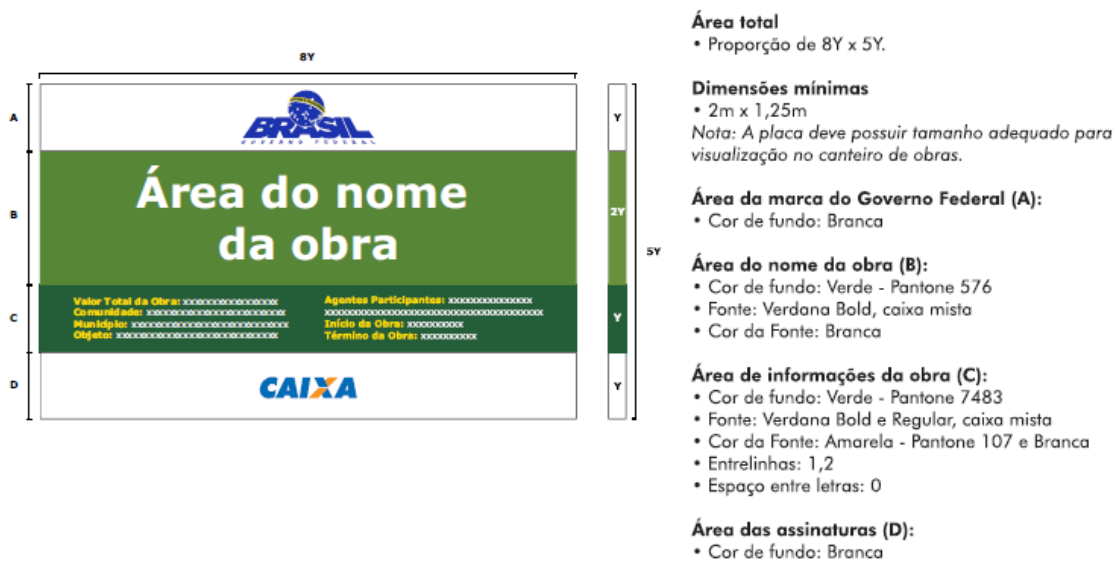 8Y
A
BRASIL
GOVERNO FEDERAL
Y
B
Área do nome
da obra
2Y
5Y
C
Valor Total da Obra: xxxxxxxxxxxxxxxxx
Comunidade: xxxxxxxxxxxxxxxxxxxxxxxxx
Município: xxxxxxxxxxxxxxxxxxxxxxxxxxxx
Objeto: xxxxxxxxxxxxxxxxxxxxxxxxxxxxx
Agentes Participantes: xxxxxxxxxxxxxxx
xxxxxxxxxxxxxxxxxxxxxxxxxxxxxxxxxxxxxxx
Início da Obra: xxxxxxxxxx
Término da Obra: xxxxxxxxxx
Y
D
CAIXA
Y
Área total
• Proporção de 8Y x 5Y.
Dimensões mínimas
• 2m x 1,25m
Nota: A placa deve possuir tamanho adequado para
visualização no canteiro de obras.
Área da marca do Governo Federal (A):
• Cor de fundo: Branca
Área do nome da obra (B):
• Cor de fundo: Verde - Pantone 576
• Fonte: Verdana Bold, caixa mista
• Cor da Fonte: Branca
Área de informações da obra (C):
• Cor de fundo: Verde - Pantone 7483
• Fonte: Verdana Bold e Regular, caixa mista
• Cor da Fonte: Amarela - Pantone 107 e Branca
• Entrelinhas: 1,2
• Espaço entre letras: 0
Área das assinaturas (D):
• Cor de fundo: Branca